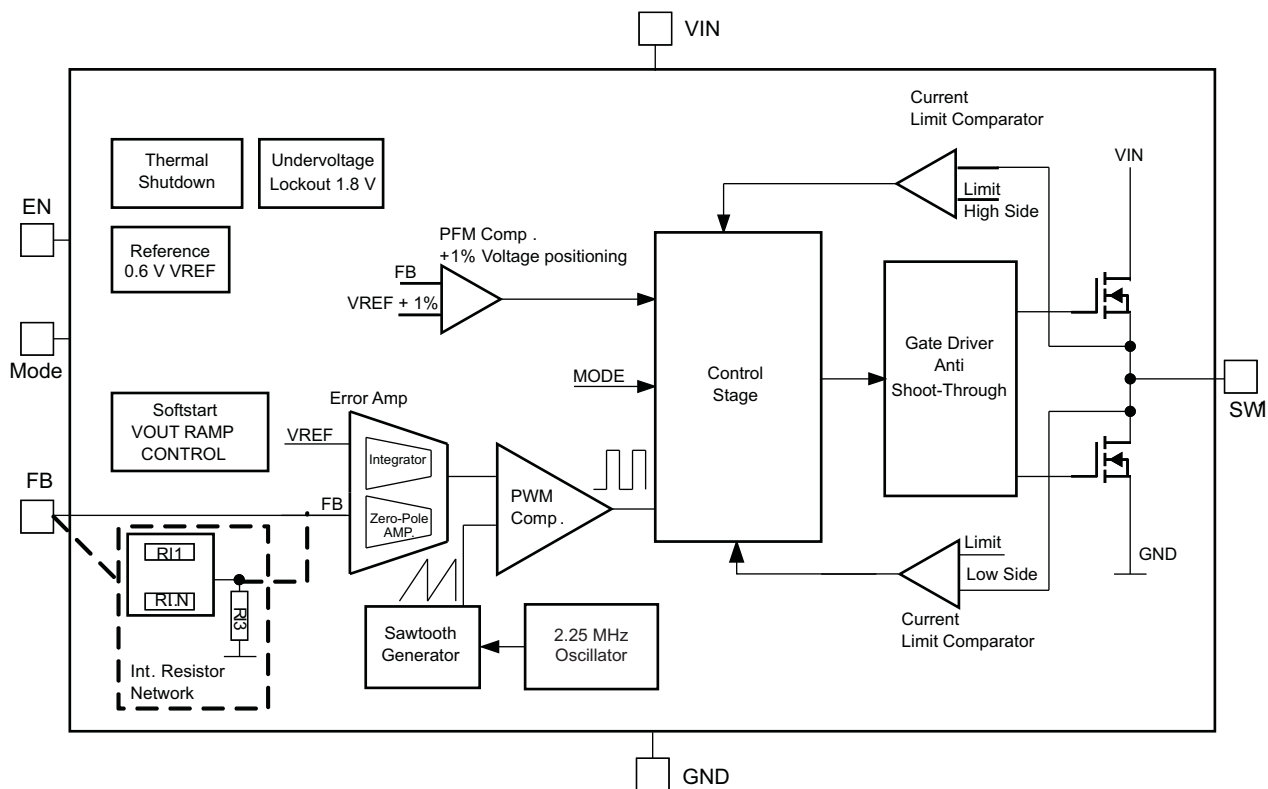 VIN
Current
Limit Comparator
Thermal
Shutdown
Undervoltage
Lockout 1.8 V
VIN
Limit
High Side
EN
Reference
0.6 V VREF
PFM Comp .
+1% Voltage positioning
FB
VREF + 1%
Mode
MODE
Control
Stage
Gate Driver
Anti
Shoot-Through
SW1
Softstart
VOUT RAMP
CONTROL
Error Amp
VREF
Integrator
FB
FB
Zero-Pole
AMP.
PWM
Comp .
RI1
RI..N
RI3
Int. Resistor
Network
Sawtooth
Generator
2.25 MHz
Oscillator
Limit
Low Side
Current
Limit Comparator
GND
GND